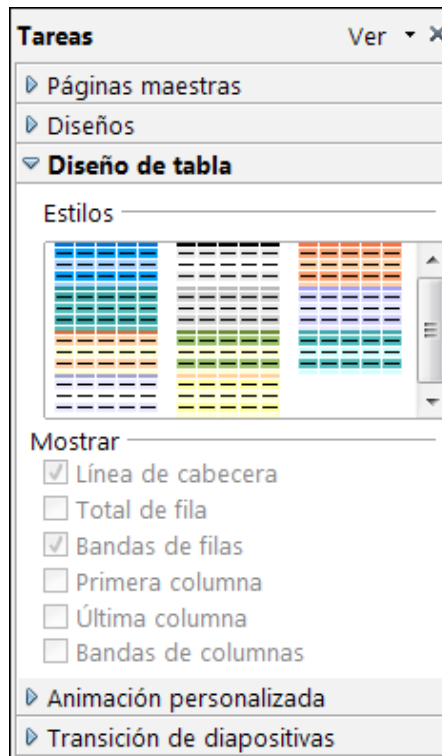 Tareas Ver
Páginas maestras
Diseños
Diseño de tabla
Estilos
Mostrar
Línea de cabecera
Total de fila
Bandas de filas
Primera columna
Última columna
Bandas de columnas
Animación personalizada
Transición de diapositivas